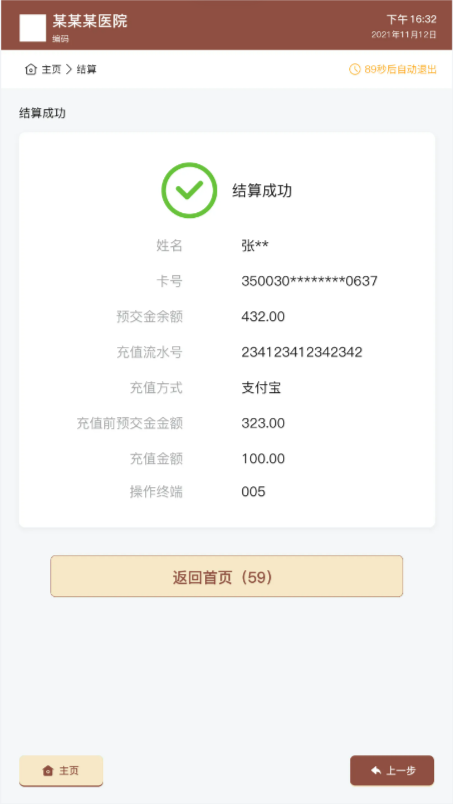 某某某医院
下午 16:32
编码
2021年11月12日
主页 > 结算
89秒后自动退出
结算成功
结算成功
姓名 张**
卡号 350030********0637
预交金余额 432.00
充值流水号 234123412342342
充值方式 支付宝
充值前预交金金额 323.00
充值金额 100.00
操作终端 005
返回首页（59）
主页
上一步